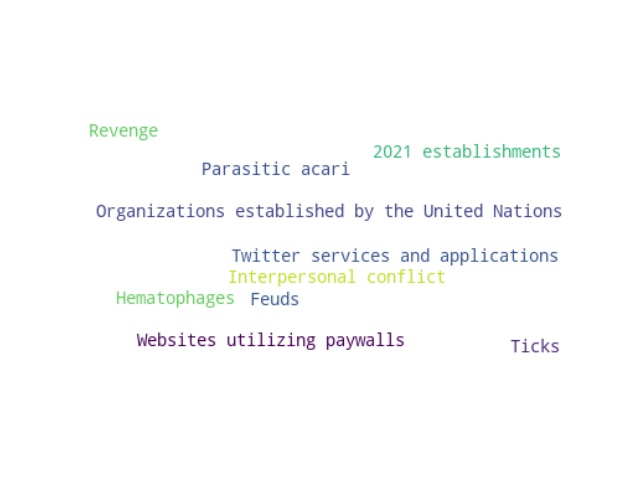 Revenge
2021 establishments
Parasitic acari
Organizations established by the United Nations
Twitter services and applications
Interpersonal conflict
Hematophages
Feuds
Websites utilizing paywalls
Ticks